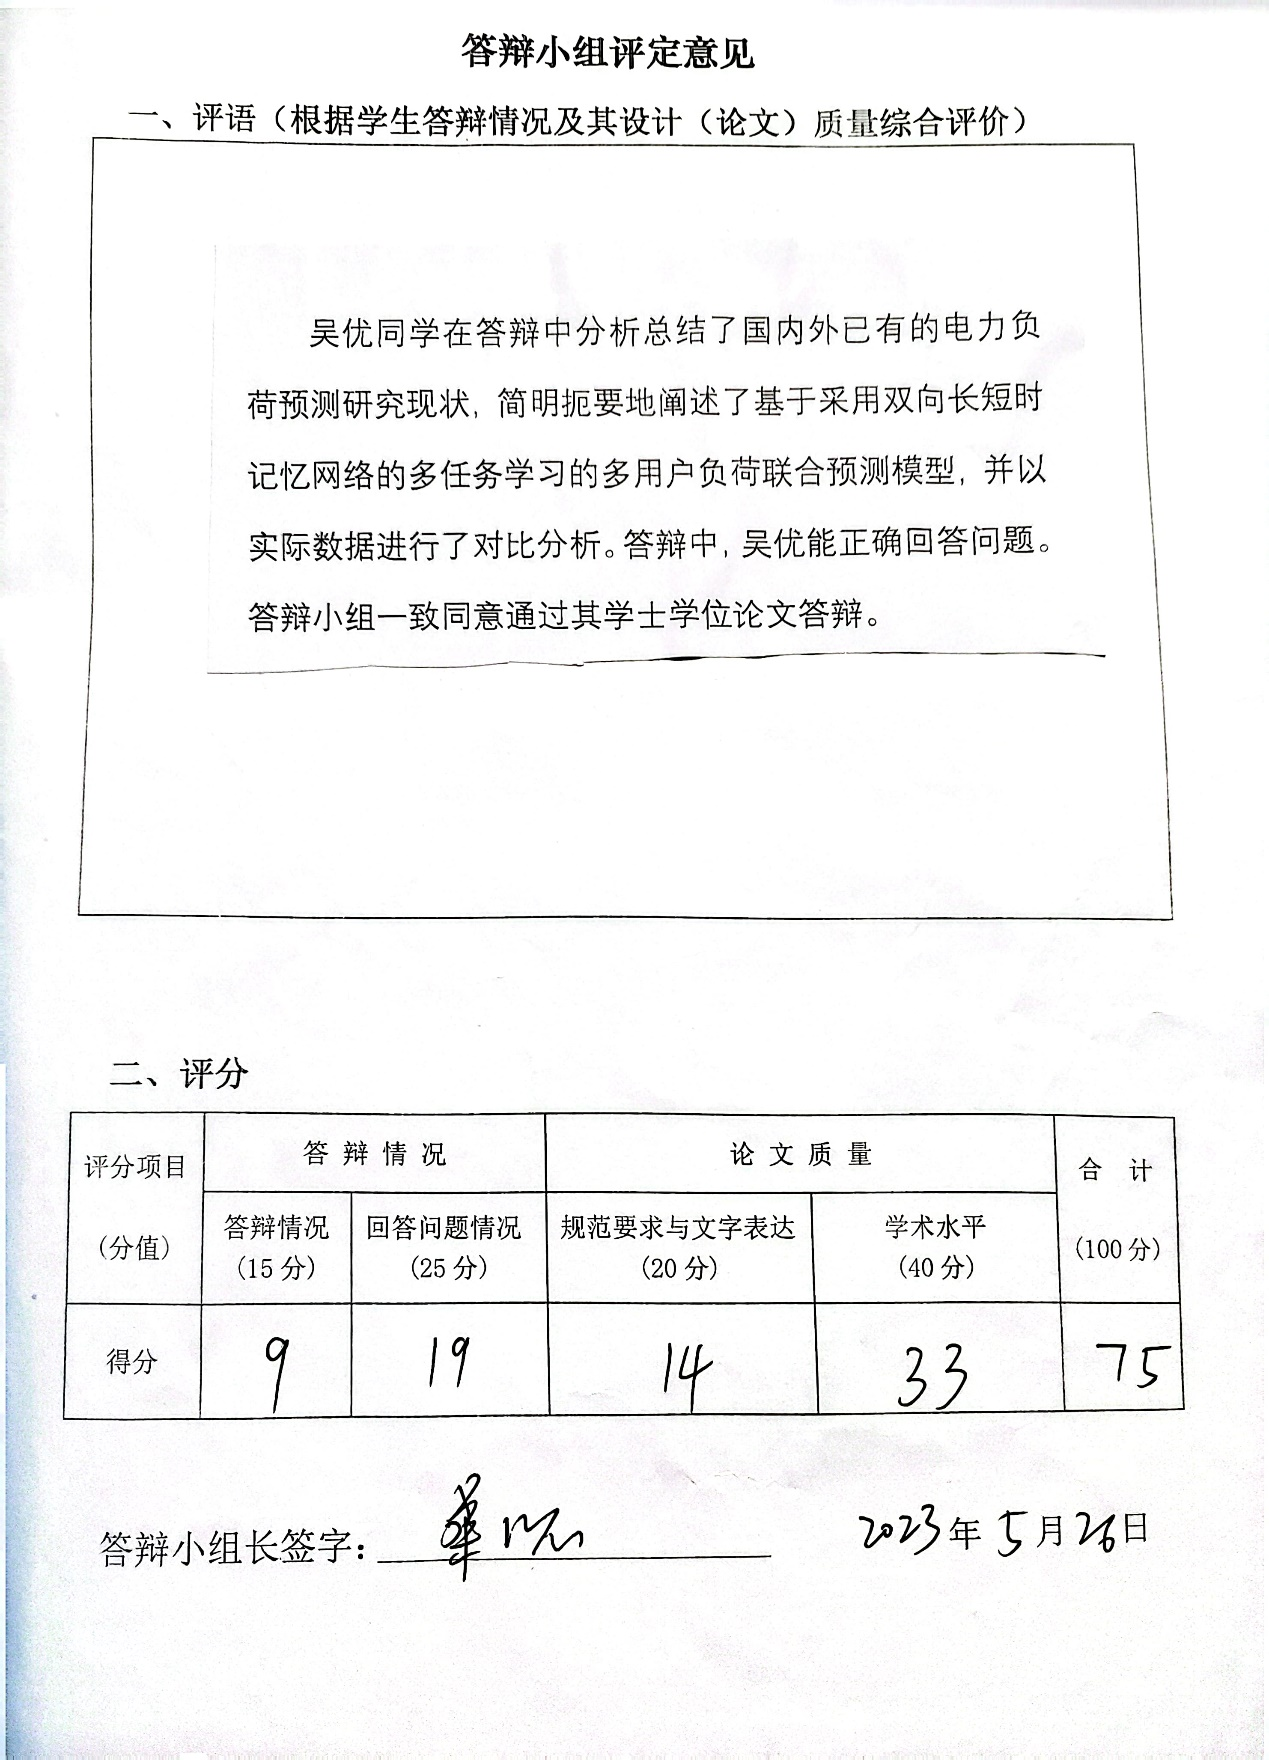 答辩小组评定意见
一、评语（根据学生答辩情况及其设计（论文）质量综合评价）
吴优同学在答辩中分析总结了国内外已有的电力负
荷预测研究现状，简明扼要地阐述了基于采用双向长短时
记忆网络的多任务学习的多用户负荷联合预测模型，并以
实际数据进行了对比分析。答辩中，吴优能正确回答问题。
答辩小组一致同意通过其学士学位论文答辩。
二、评分
评分项目 答辩情况 论文质量 合 计
（分值） 答辩情况 回答问题情况 规范要求与文字表达 学术水平 （100分）
（15分） （25分） （20分） （40分）
得分 9 19 14 33 75
答辩小组长签字： 2023年5月26日